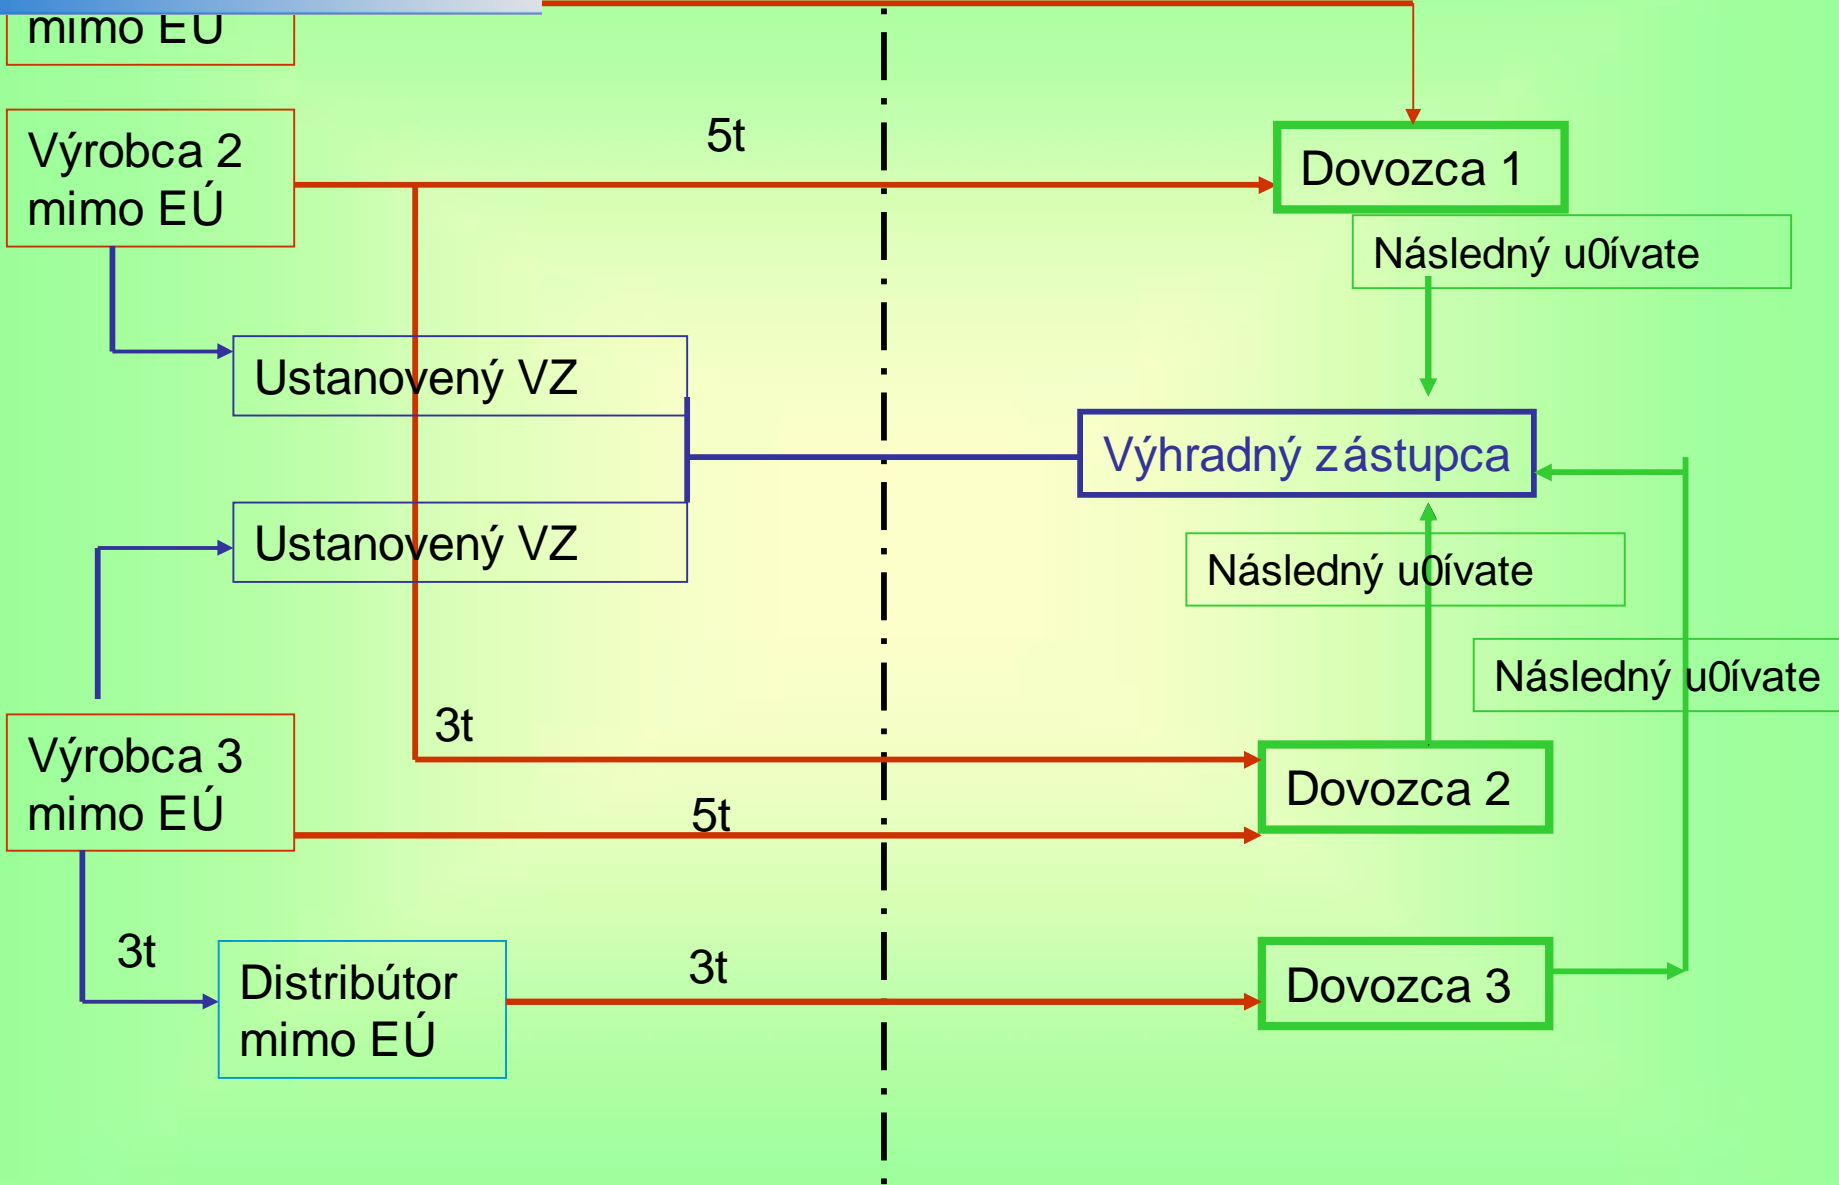 mimo EÚ
Výrobca 2
mimo EÚ
5t
Dovozca 1
Následný u0ívate
Ustanovený VZ
Výhradný zástupca
Ustanovený VZ
Následný u0ívate
Následný u0ívate
3t
Výrobca 3
mimo EÚ
5t
Dovozca 2
3t
Distribútor
mimo EÚ
3t
Dovozca 3